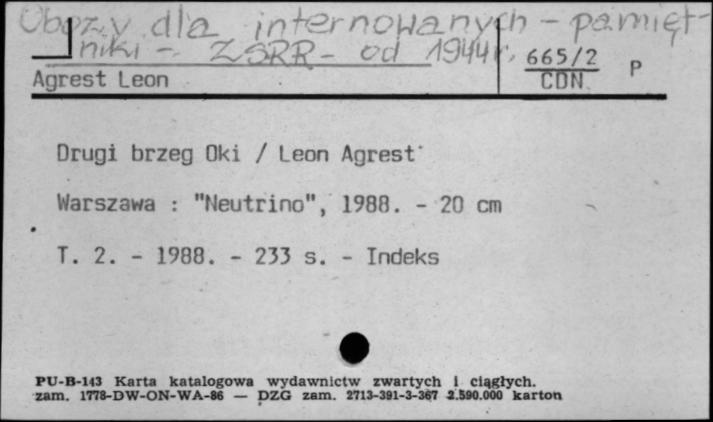 Obozy dla internowanych - pamięt-
niki - ZSRR - od 1944 r.
665/2 P
Agrest Leon CDN
Drugi brzeg Oki / Leon Agrest
Warszawa : "Neutrino", 1988. - 20 cm
T. 2. - 1988. - 233 s. - Indeks
PU-B-143 Karta katalogowa wydawnictw zwartych i ciągłych.
zam. 1778-DW-ON-WA-86 — DZG zam. 2713-391-3-367 2.590.000 karton